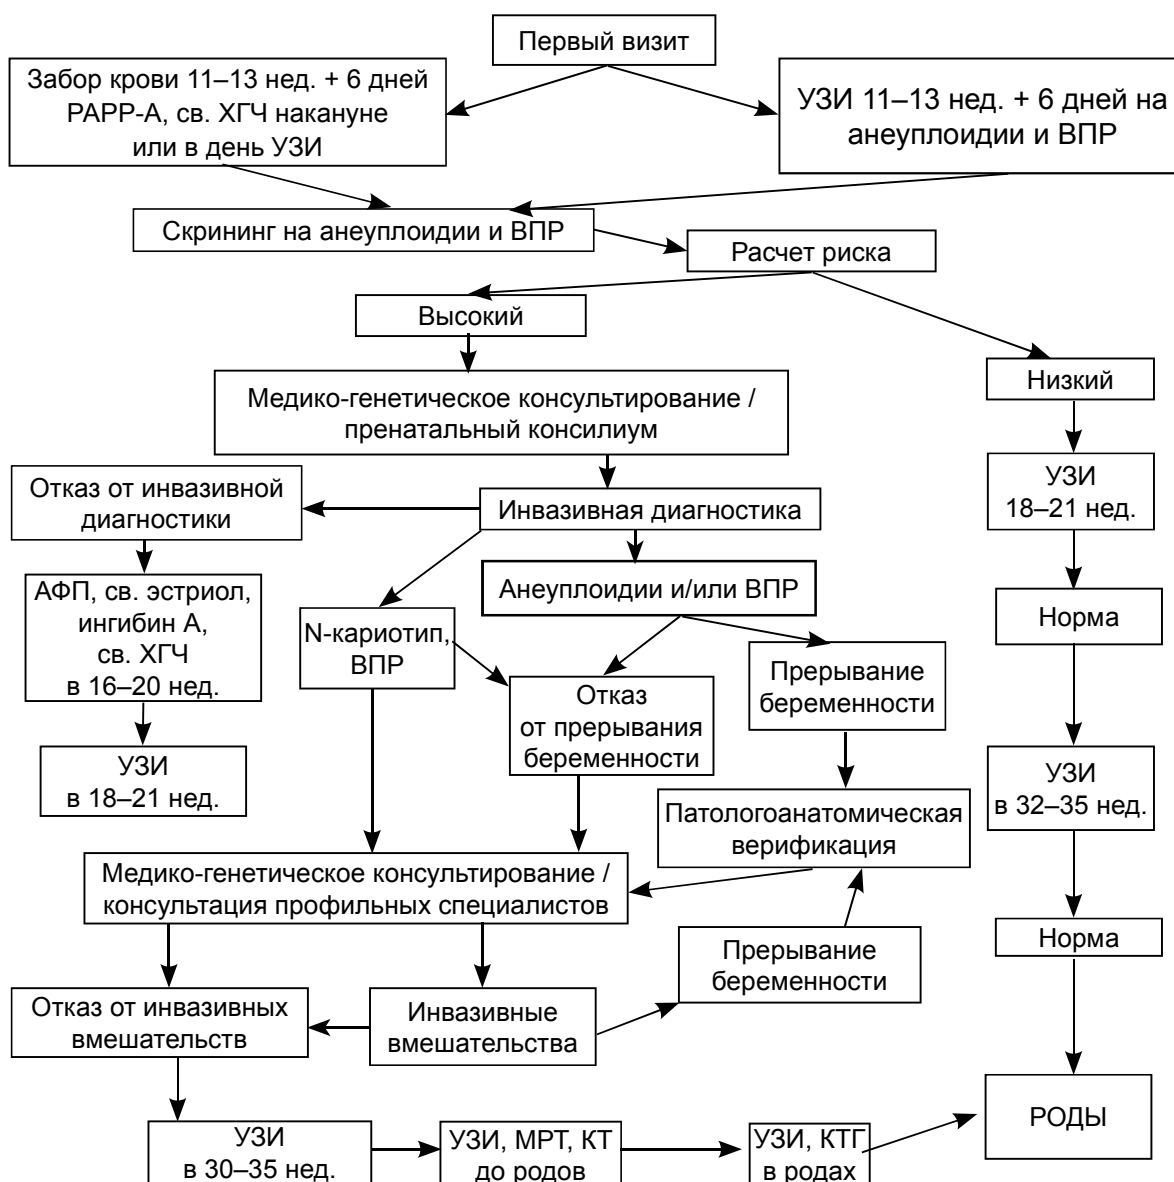 Первый визит
Забор крови 11–13 нед. + 6 дней
PAPP-A, св. ХГЧ накануне
или в день УЗИ
УЗИ 11–13 нед. + 6 дней на
анеуплоидии и ВПР
Скрининг на анеуплоидии и ВПР
Расчет риска
Высокий
Низкий
Медико-генетическое консультирование /
пренатальный консилиум
УЗИ
18–21 нед.
Отказ от инвазивной
диагностики
Инвазивная диагностика
АФП, св. эстриол,
ингибин А,
св. ХГЧ
в 16–20 нед.
Анеуплоидии и/или ВПР
Норма
N-кариотип,
ВПР
Отказ
от прерывания
беременности
Прерывание
беременности
УЗИ
в 18–21 нед.
УЗИ
в 32–35 нед.
Патологоанатомическая
верификация
Медико-генетическое консультирование /
консультация профильных специалистов
Норма
Прерывание
беременности
Отказ от инвазивных
вмешательств
Инвазивные
вмешательства
РОДЫ
УЗИ
в 30–35 нед.
УЗИ, МРТ, КТ
до родов
УЗИ, КТГ
в родах